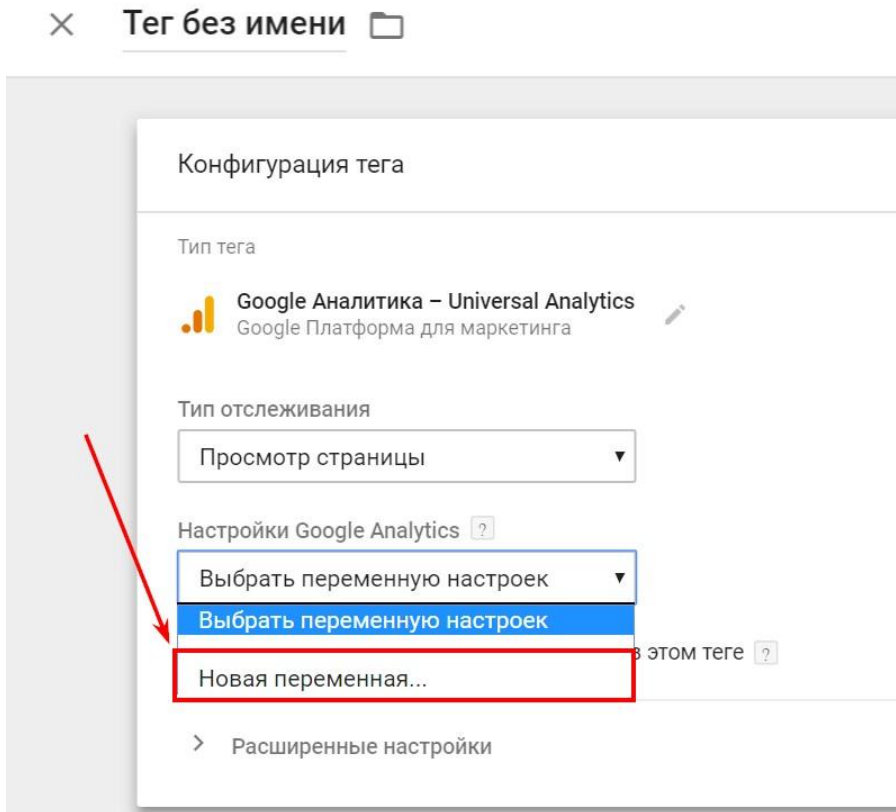 Тег без имени
Конфигурация тега
Тип тега
Google Аналитика – Universal Analytics
Google Платформа для маркетинга
Тип отслеживания
Просмотр страницы
Настройки Google Analytics ?
Выбрать переменную настроек
Выбрать переменную настроек
в этом теге ?
Новая переменная...
Расширенные настройки